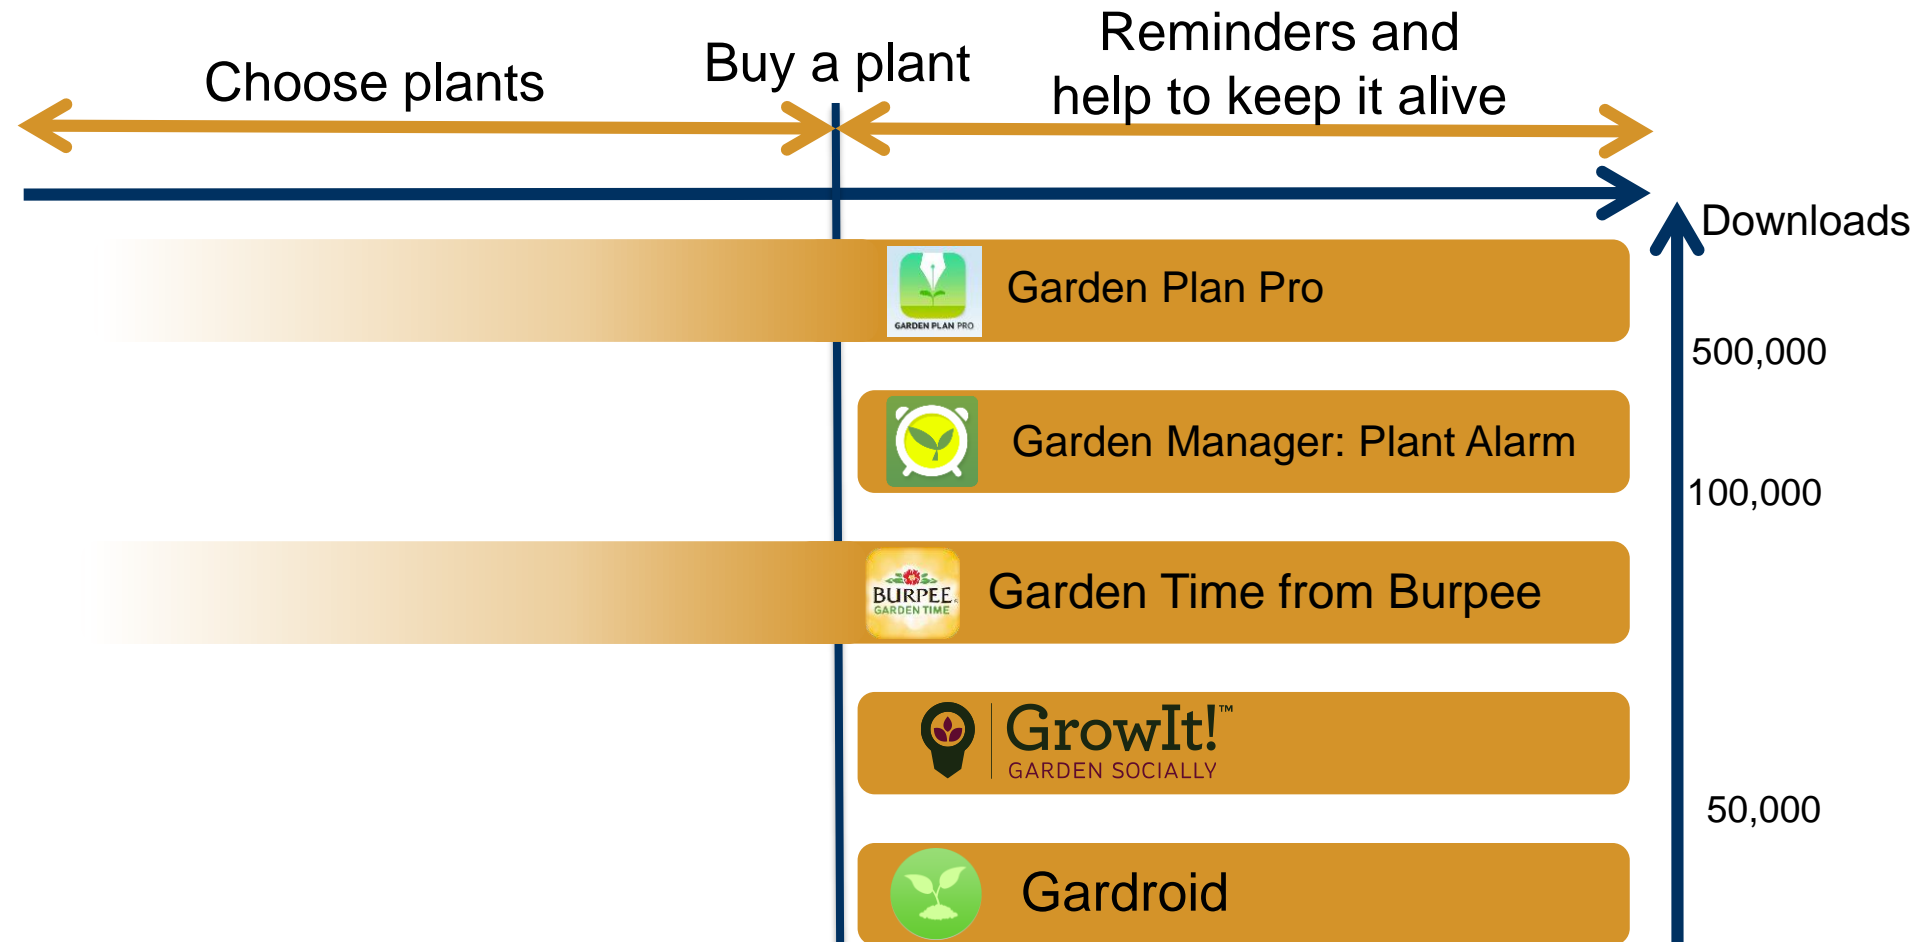 Choose plants
Buy a plant
Reminders and
help to keep it alive
Downloads
GARDEN PLAN PRO
Garden Plan Pro
500,000
Garden Manager: Plant Alarm
100,000
BURPEE
GARDEN TIME
Garden Time from Burpee
GrowIt!™
GARDEN SOCIALLY
50,000
Gardroid